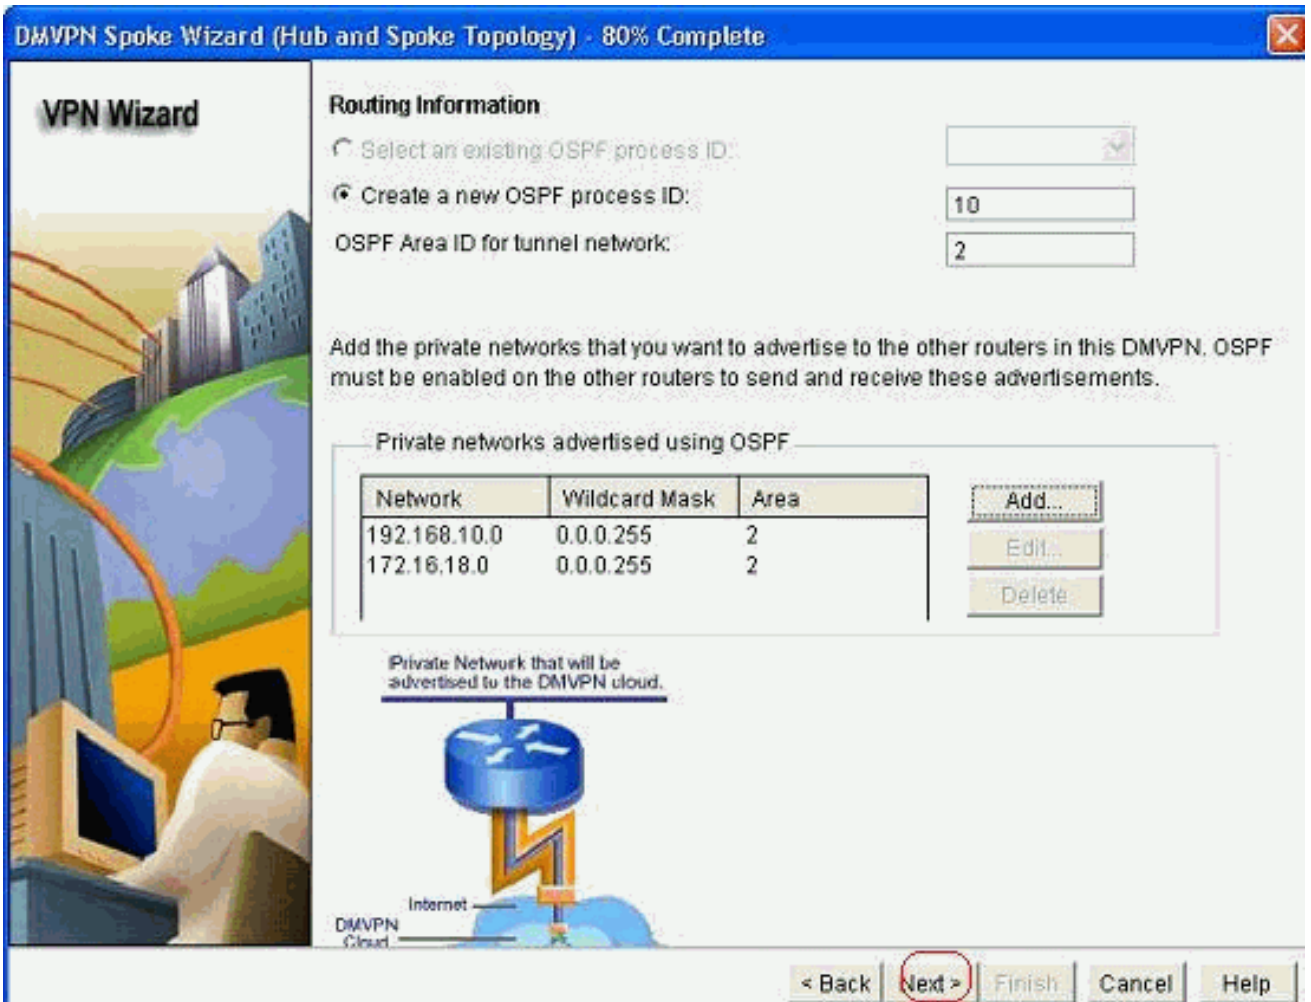 DMVPN Spoke Wizard (Hub and Spoke Topology) - 80% Complete
VPN Wizard
Routing Information
Select an existing OSPF process ID:
Create a new OSPF process ID:
10
OSPF Area ID for tunnel network:
2
Add the private networks that you want to advertise to the other routers in this DMVPN. OSPF
must be enabled on the other routers to send and receive these advertisements.
Private networks advertised using OSPF
Network Wildcard Mask Area
192.168.10.0 0.0.0.255 2
172.16.18.0 0.0.0.255 2
Add...
Edit...
Delete
Private Network that will be
advertised to the DMVPN cloud.
Internet
DMVPN
Cloud
< Back Next > Finish Cancel Help